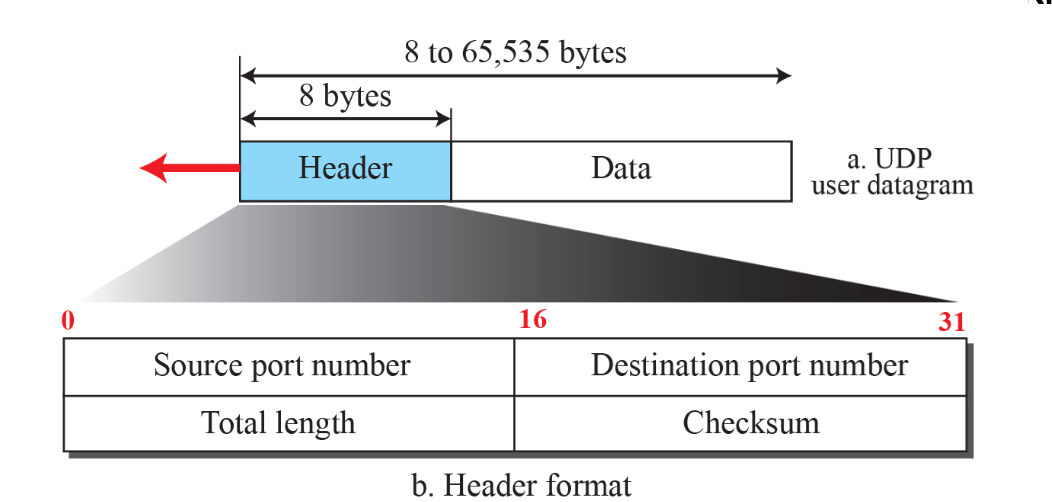 8 to 65,535 bytes
8 bytes
Header
Data
a. UDP
user datagram
0
16
31
Source port number
Destination port number
Total length
Checksum
b. Header format